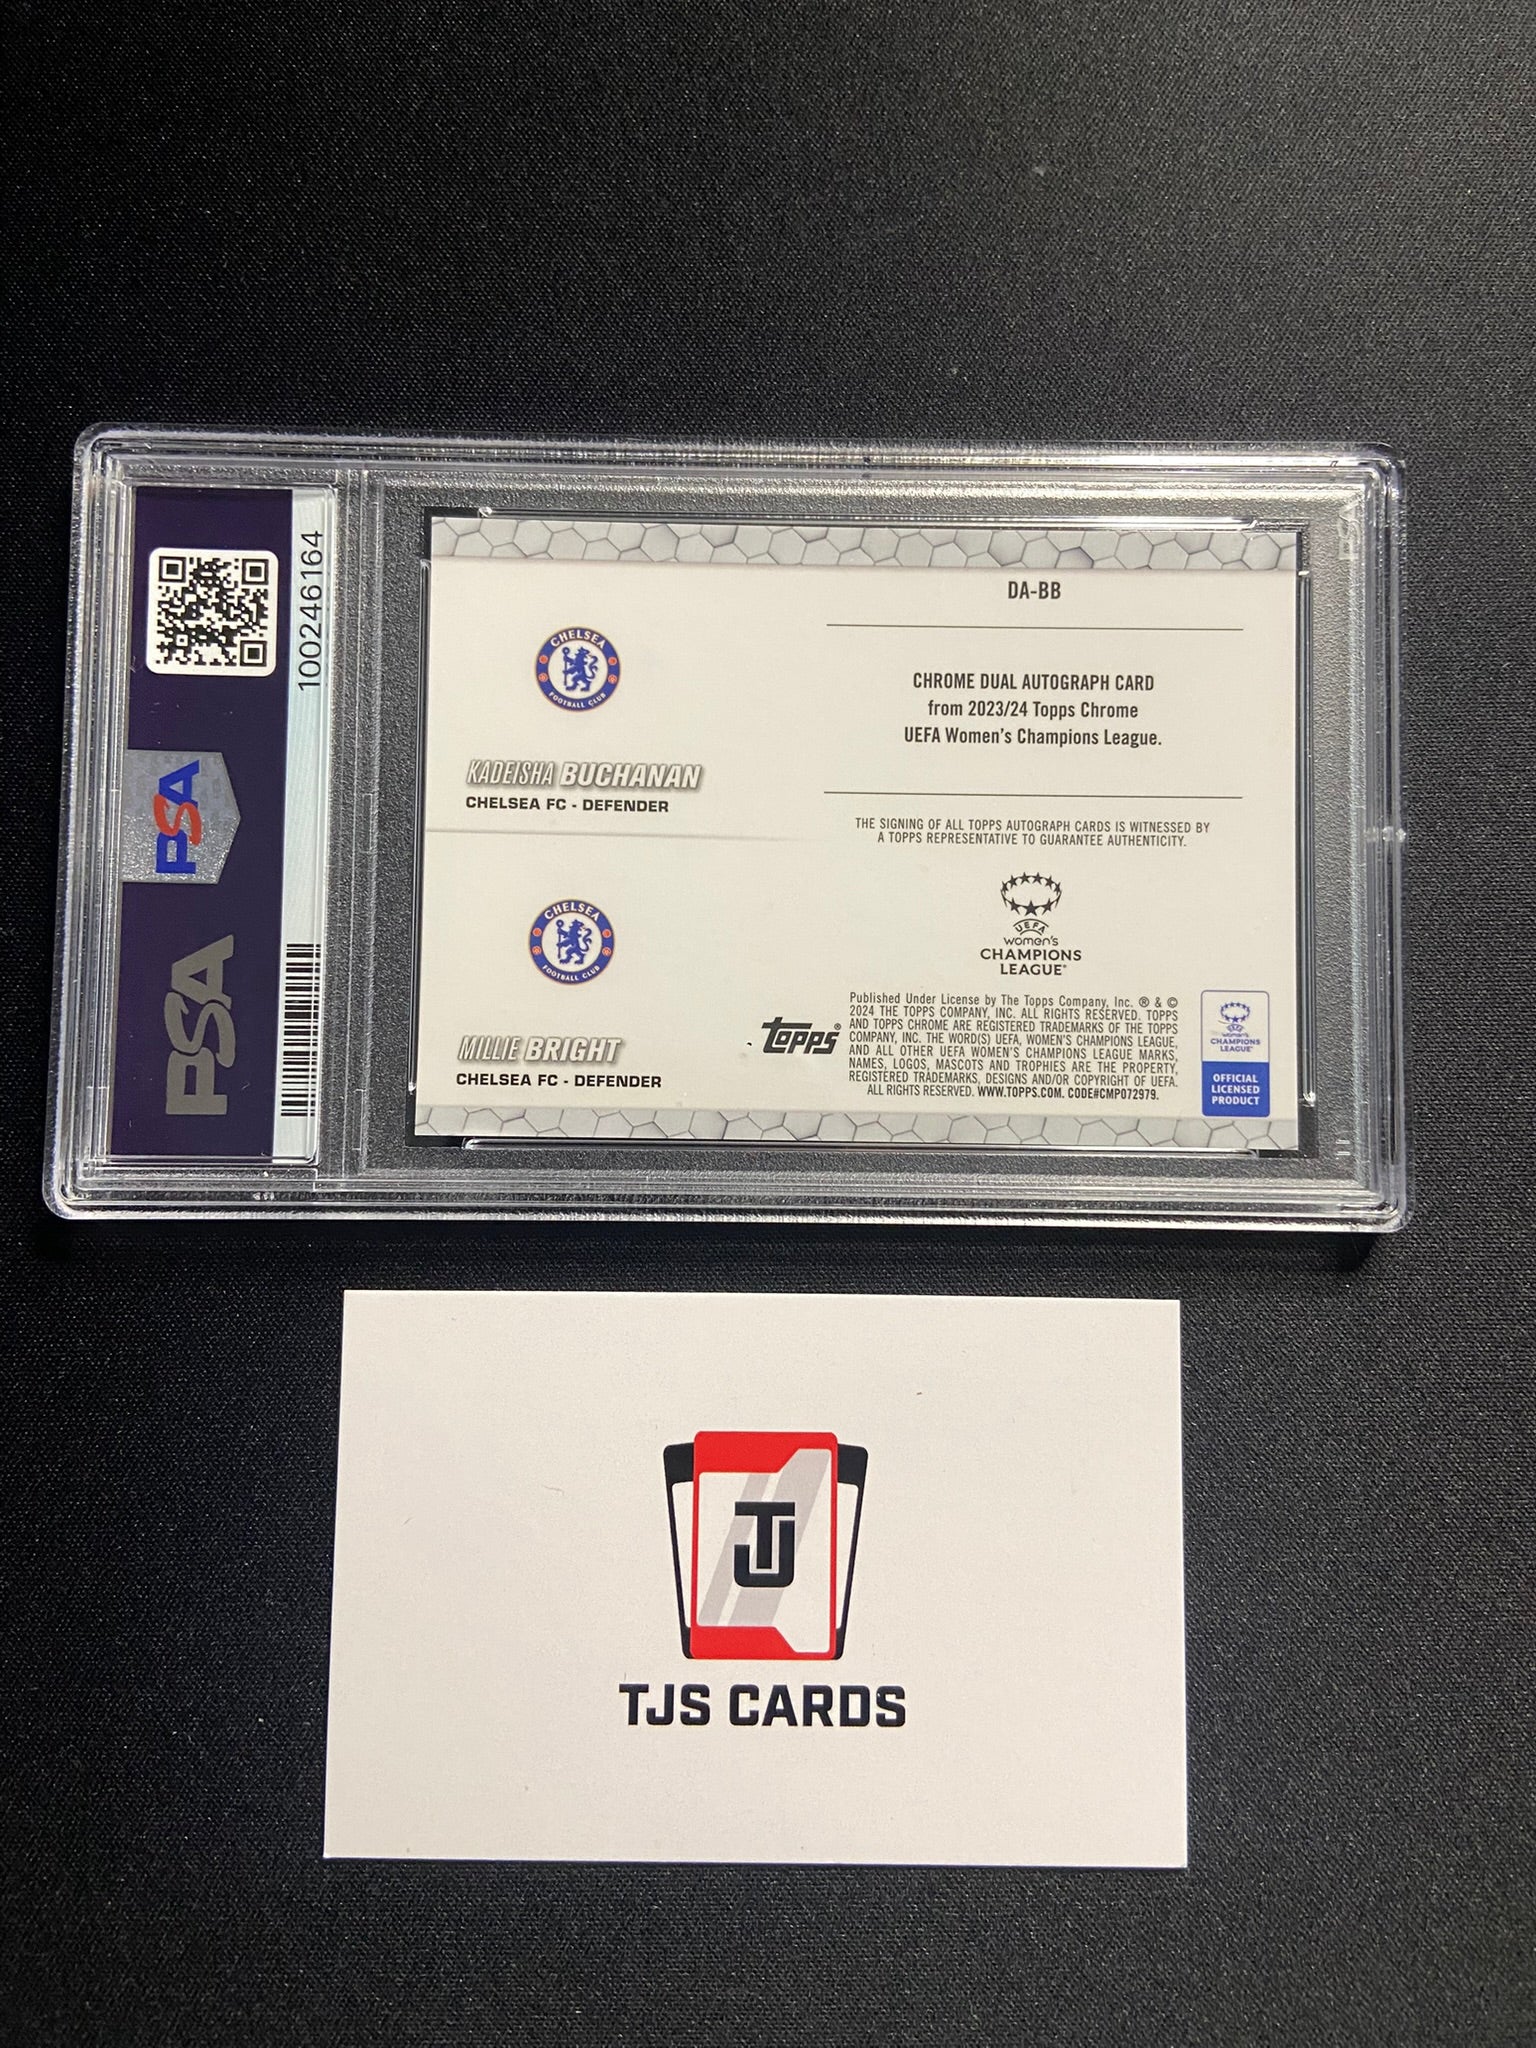 100246164
PSA
PSA
DA-BB
CHELSEA
FOOTBALL CLUB
KADEISHA BUCHANAN
CHELSEA FC - DEFENDER
CHROME DUAL AUTOGRAPH CARD
from 2023/24 Topps Chrome
UEFA Women's Champions League.
THE SIGNING OF ALL TOPPS AUTOGRAPH CARDS IS WITNESSED BY
A TOPPS REPRESENTATIVE TO GUARANTEE AUTHENTICITY.
CHELSEA
FOOTBALL CLUB
MILLIE BRIGHT
CHELSEA FC - DEFENDER
UEFA
women's
CHAMPIONS
LEAGUE®
topps®
Published Under License by The Topps Company, Inc. ® & ©
2024 THE TOPPS COMPANY, INC. ALL RIGHTS RESERVED. TOPPS
AND TOPPS CHROME ARE REGISTERED TRADEMARKS OF THE TOPPS
COMPANY, INC. THE WORD(S) UEFA, WOMEN'S CHAMPIONS LEAGUE,
AND ALL OTHER UEFA WOMEN'S CHAMPIONS LEAGUE MARKS,
NAMES, LOGOS, MASCOTS AND TROPHIES ARE THE PROPERTY,
REGISTERED TRADEMARKS, DESIGNS AND/OR COPYRIGHT OF UEFA.
ALL RIGHTS RESERVED. WWW.TOPPS.COM. CODE#CMP072979.
UEFA
women's
CHAMPIONS
LEAGUE
OFFICIAL
LICENSED
PRODUCT
TJ
TJS CARDS